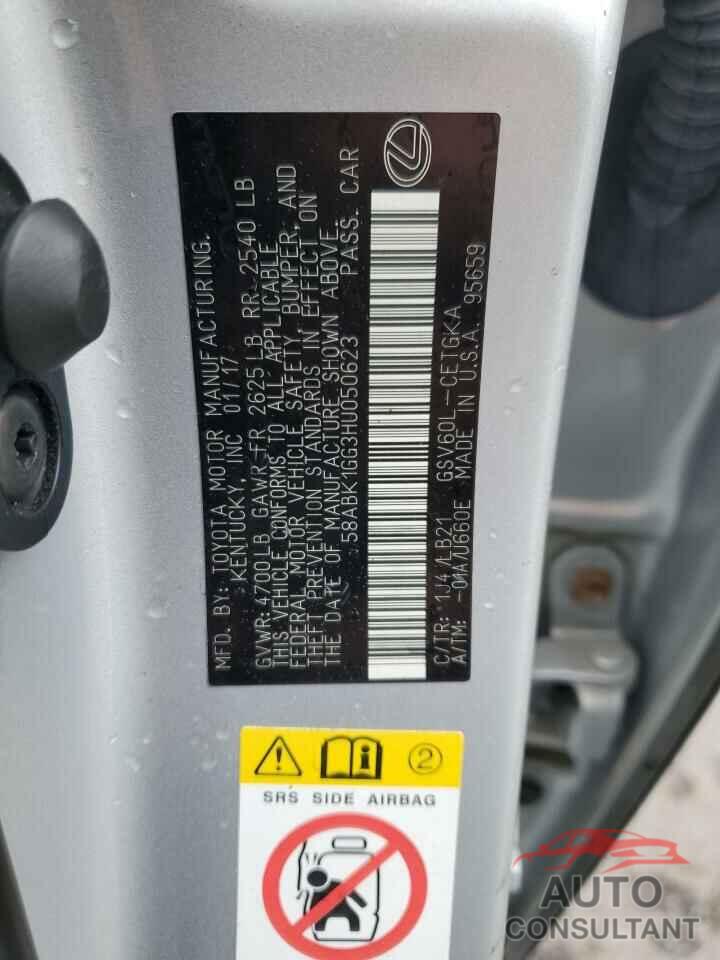 MFD. BY: TOYOTA MOTOR MANUFACTURING,
KENTUCKY, INC 01/17
GVWR: 4700LB GAWR-FR 2625LB RR-2540 LB
THIS VEHICLE CONFORMS TO ALL APPLICABLE
FEDERAL MOTOR VEHICLE SAFETY, BUMPER, AND
THEFT PREVENTION STANDARDS IN EFFECT ON
THE DATE OF MANUFACTURE SHOWN ABOVE.
58ABK1GG3HU050623 PASS. CAR
C/TR: 1J4/LB21 GSV60L-CETGKA
A/TM: -01A/U660E MADE IN U.S.A. 95659
2
SRS SIDE AIRBAG
AUTO
CONSULTANT